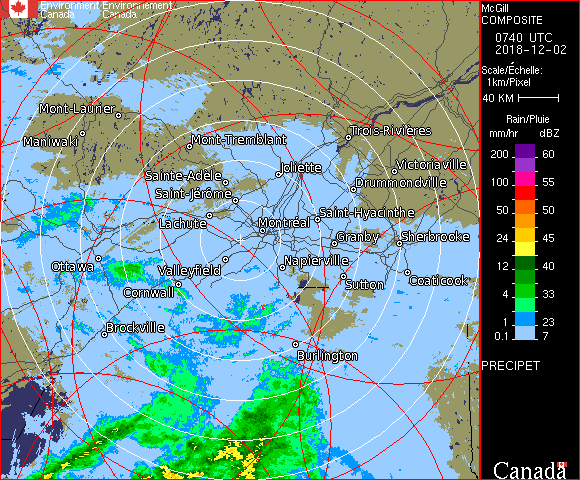 Environment Environnement
Canada Canada
McGill
COMPOSITE
0740 UTC
2018-12-02
Scale/Échelle:
1km/Pixel
40 KM
Rain/Pluie
mm/hr dBZ
200 60
100 55
50 50
24 45
12 40
4 33
1 23
0.1 7
PRECIPET
Canada
Mont-Laurier
Maniwaki
Mont-Tremblant
Trois-Rivières
Joliette
Victoriaville
Sainte-Adèle
Drummondville
Saint-Jérôme
Lachute
Montréal
Saint-Hyacinthe
Granby
Sherbrooke
Ottawa
Valleyfield
Napierville
Cornwall
Sutton
Coaticook
Brockville
Burlington